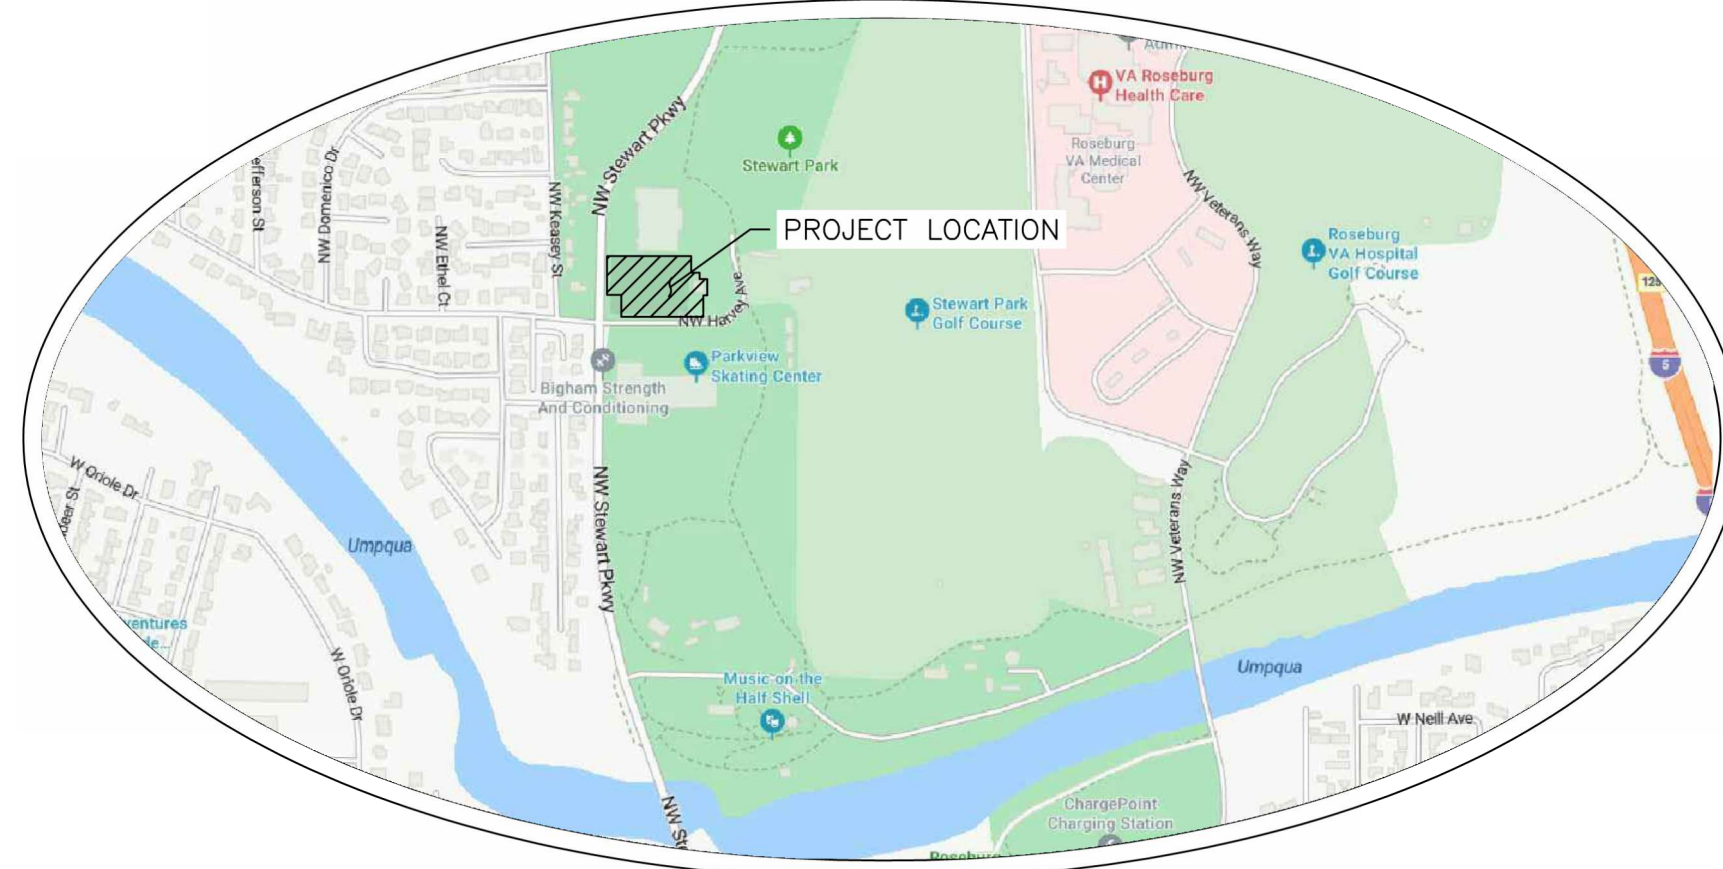 VA Roseburg
Health Care
NW Stewart Pkwy
Roseburg
VA Medical
Center
Stewart Park
NW Domenico Dr
NW Keasey St
NW Veterans Way
NW Ethel Ct
PROJECT LOCATION
Roseburg
VA Hospital
Golf Course
NW Harvey Ave
Stewart Park
Golf Course
5
Parkview
Skating Center
Bigham Strength
And Conditioning
W Oriole Dr
NW Stewart Pkwy
NW Veterans Way
Umpqua
W Oriole Dr
Umpqua
Music on the
Half Shell
W Neill Ave
ChargePoint
Charging Station